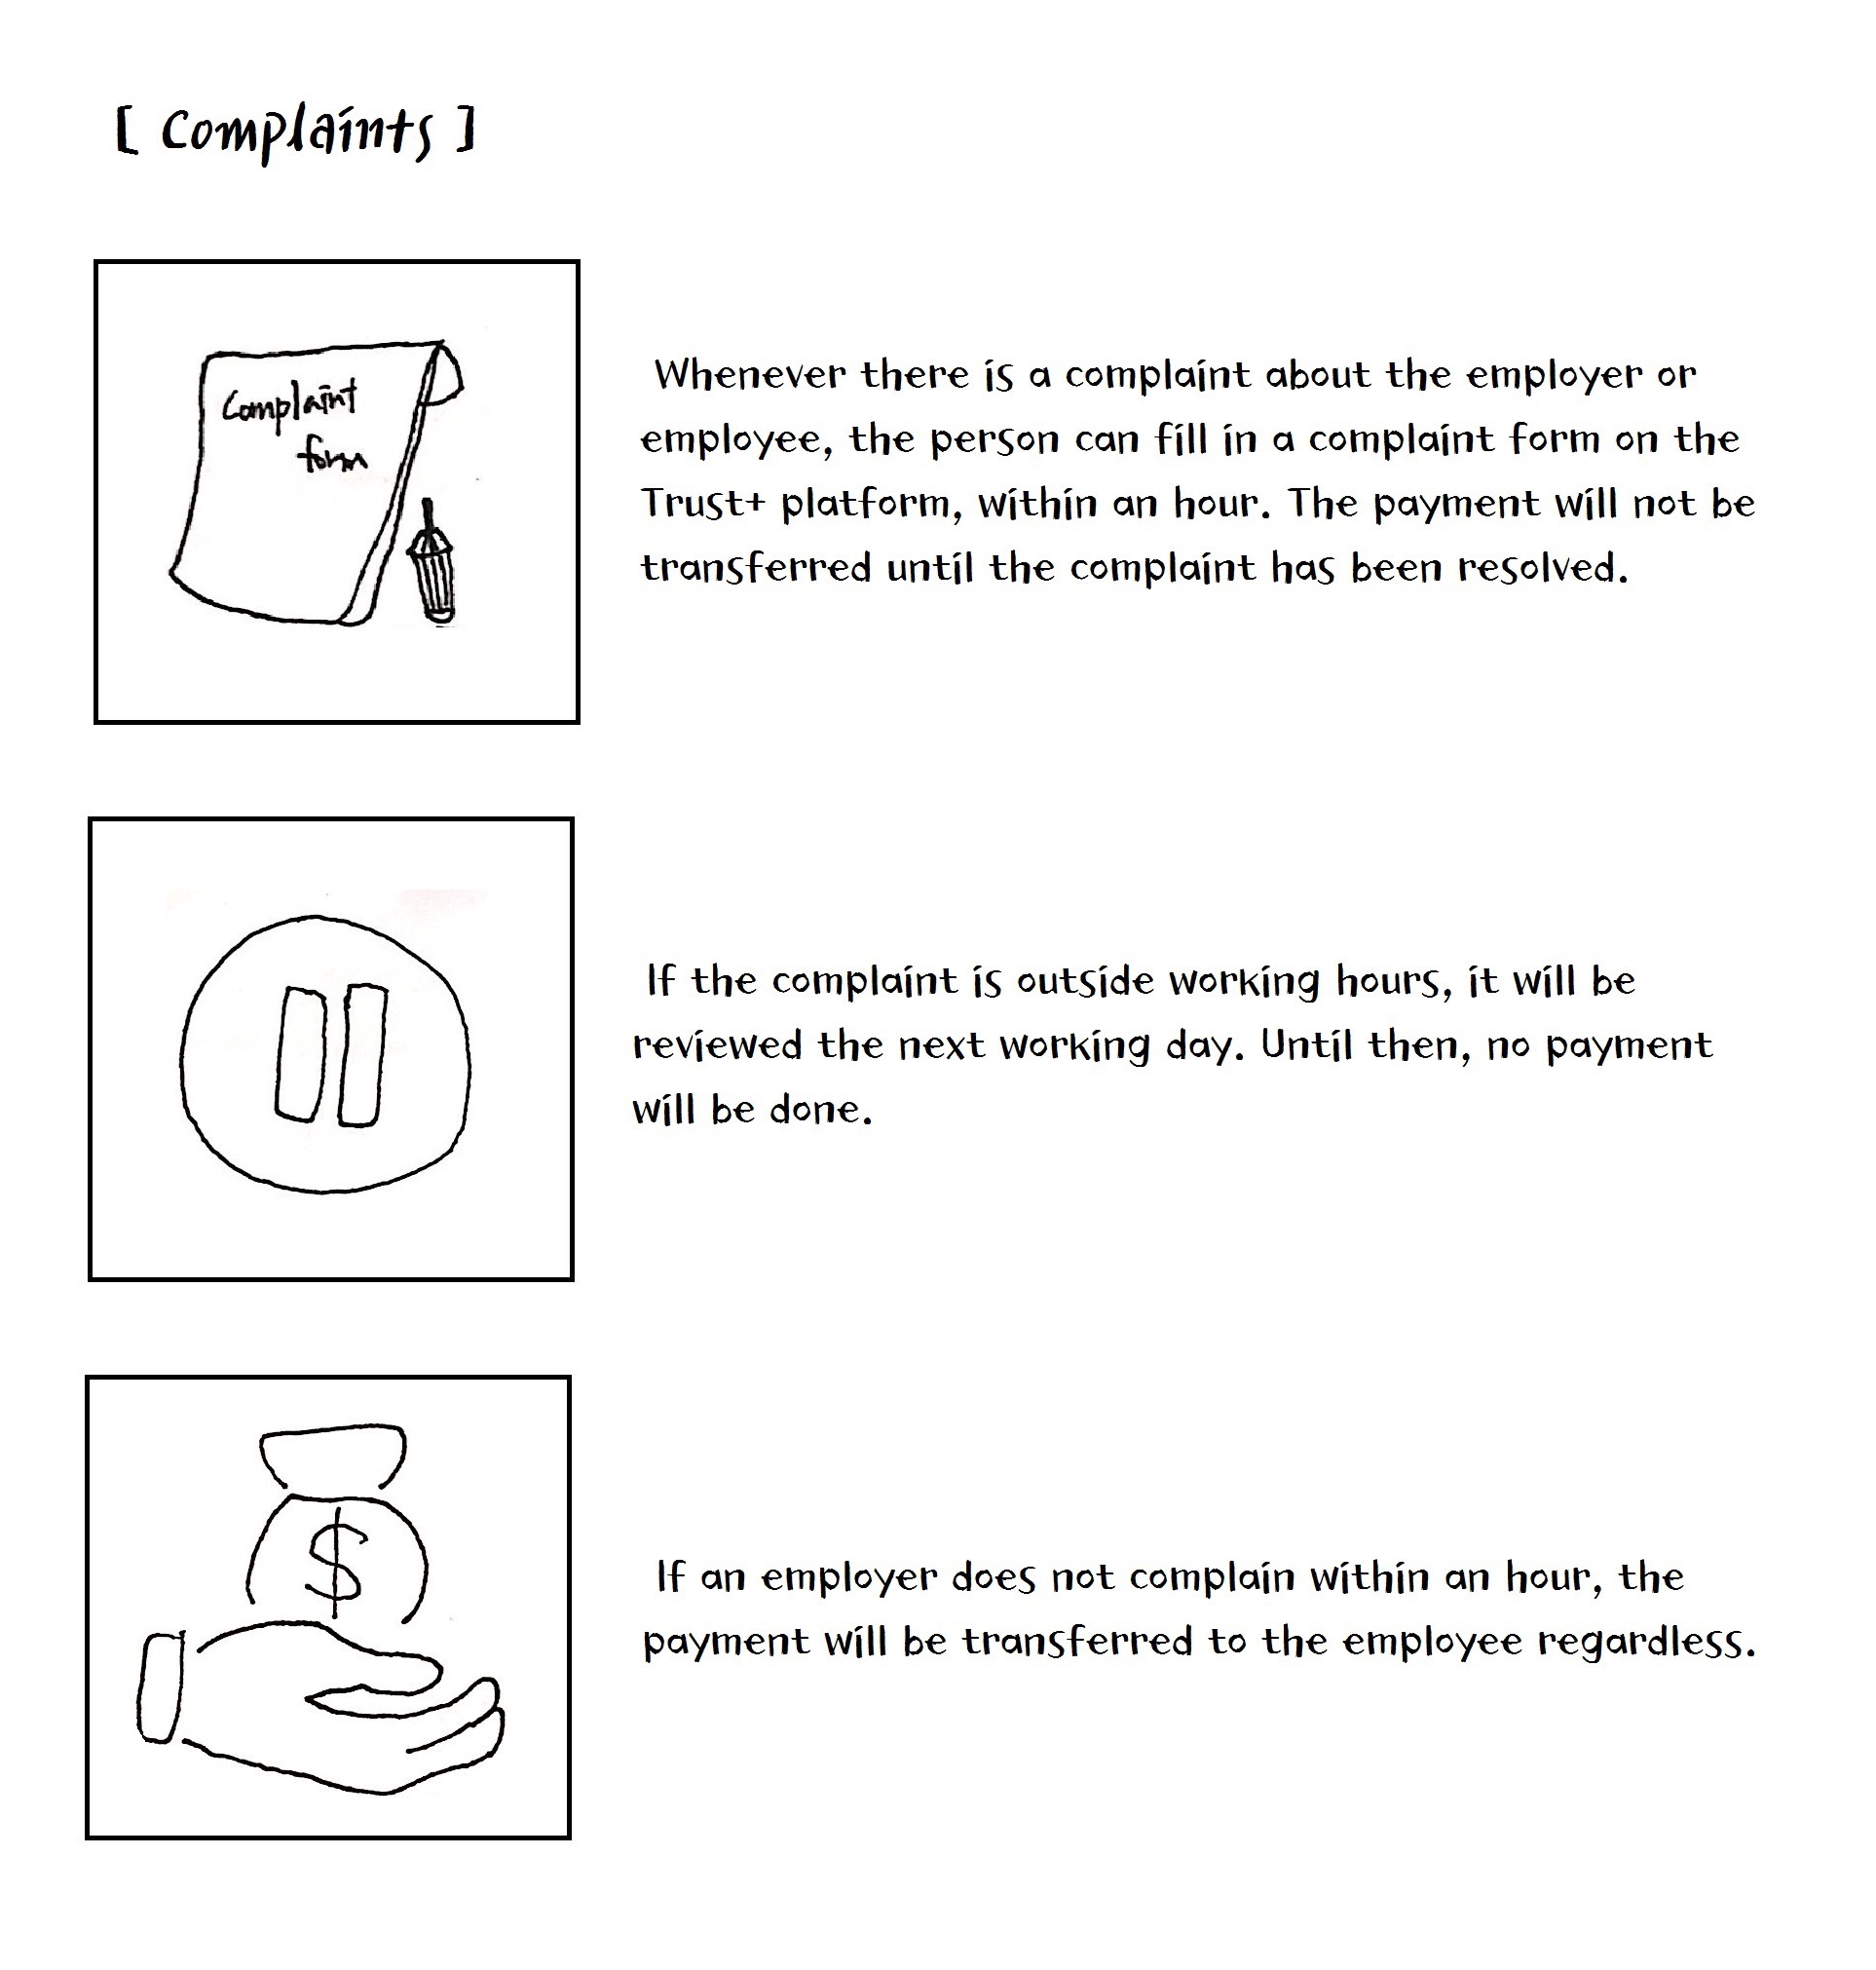 [ Complaints ]
Complaint
form
Whenever there is a complaint about the employer or
employee, the person can fill in a complaint form on the
Trust+ platform, within an hour. The payment will not be
transferred until the complaint has been resolved.
If the complaint is outside working hours, it will be
reviewed the next working day. Until then, no payment
will be done.
$
If an employer does not complain within an hour, the
payment will be transferred to the employee regardless.